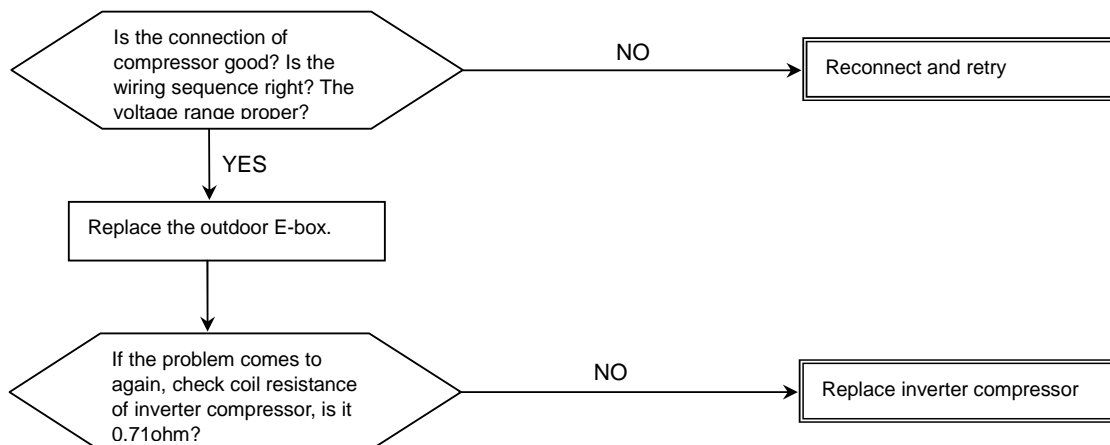 Is the connection of
compressor good? Is the
wiring sequence right? The
voltage range proper?
NO
Reconnect and retry
YES
Replace the outdoor E-box.
If the problem comes to
again, check coil resistance
of inverter compressor, is it
0.71ohm?
NO
Replace inverter compressor